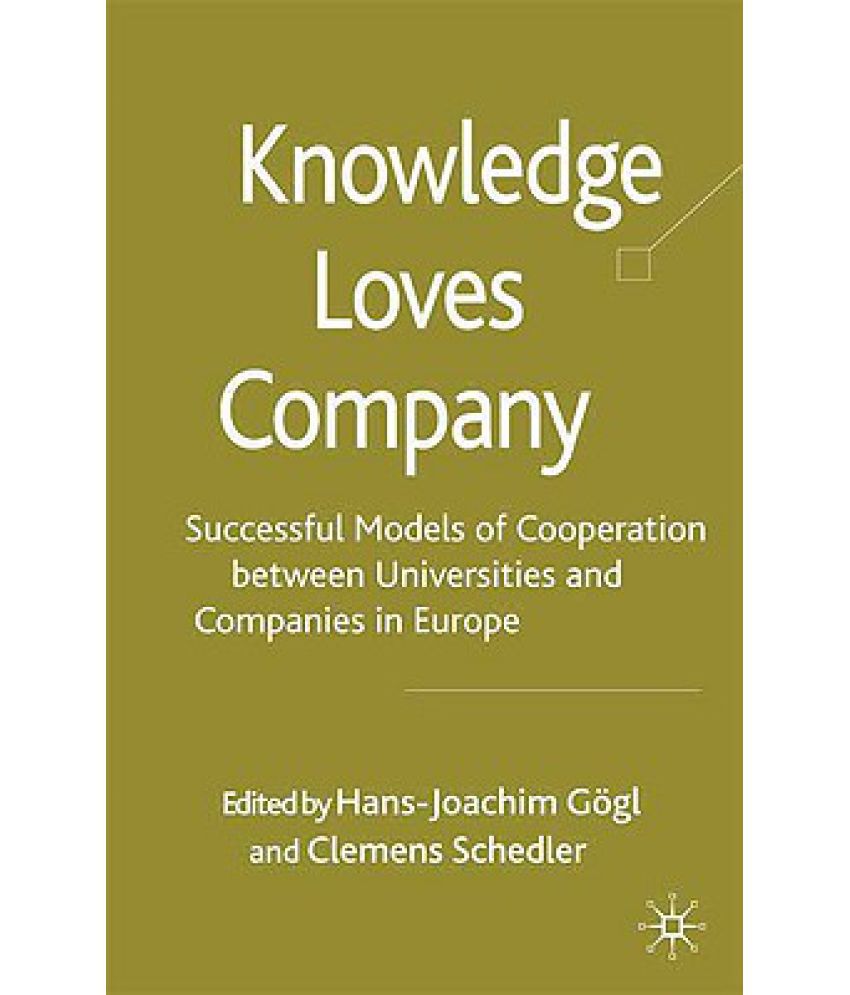 Knowledge
Loves
Company
Successful Models of Cooperation
between Universities and
Companies in Europe
Edited by Hans-Joachim Gögl
and Clemens Schedler